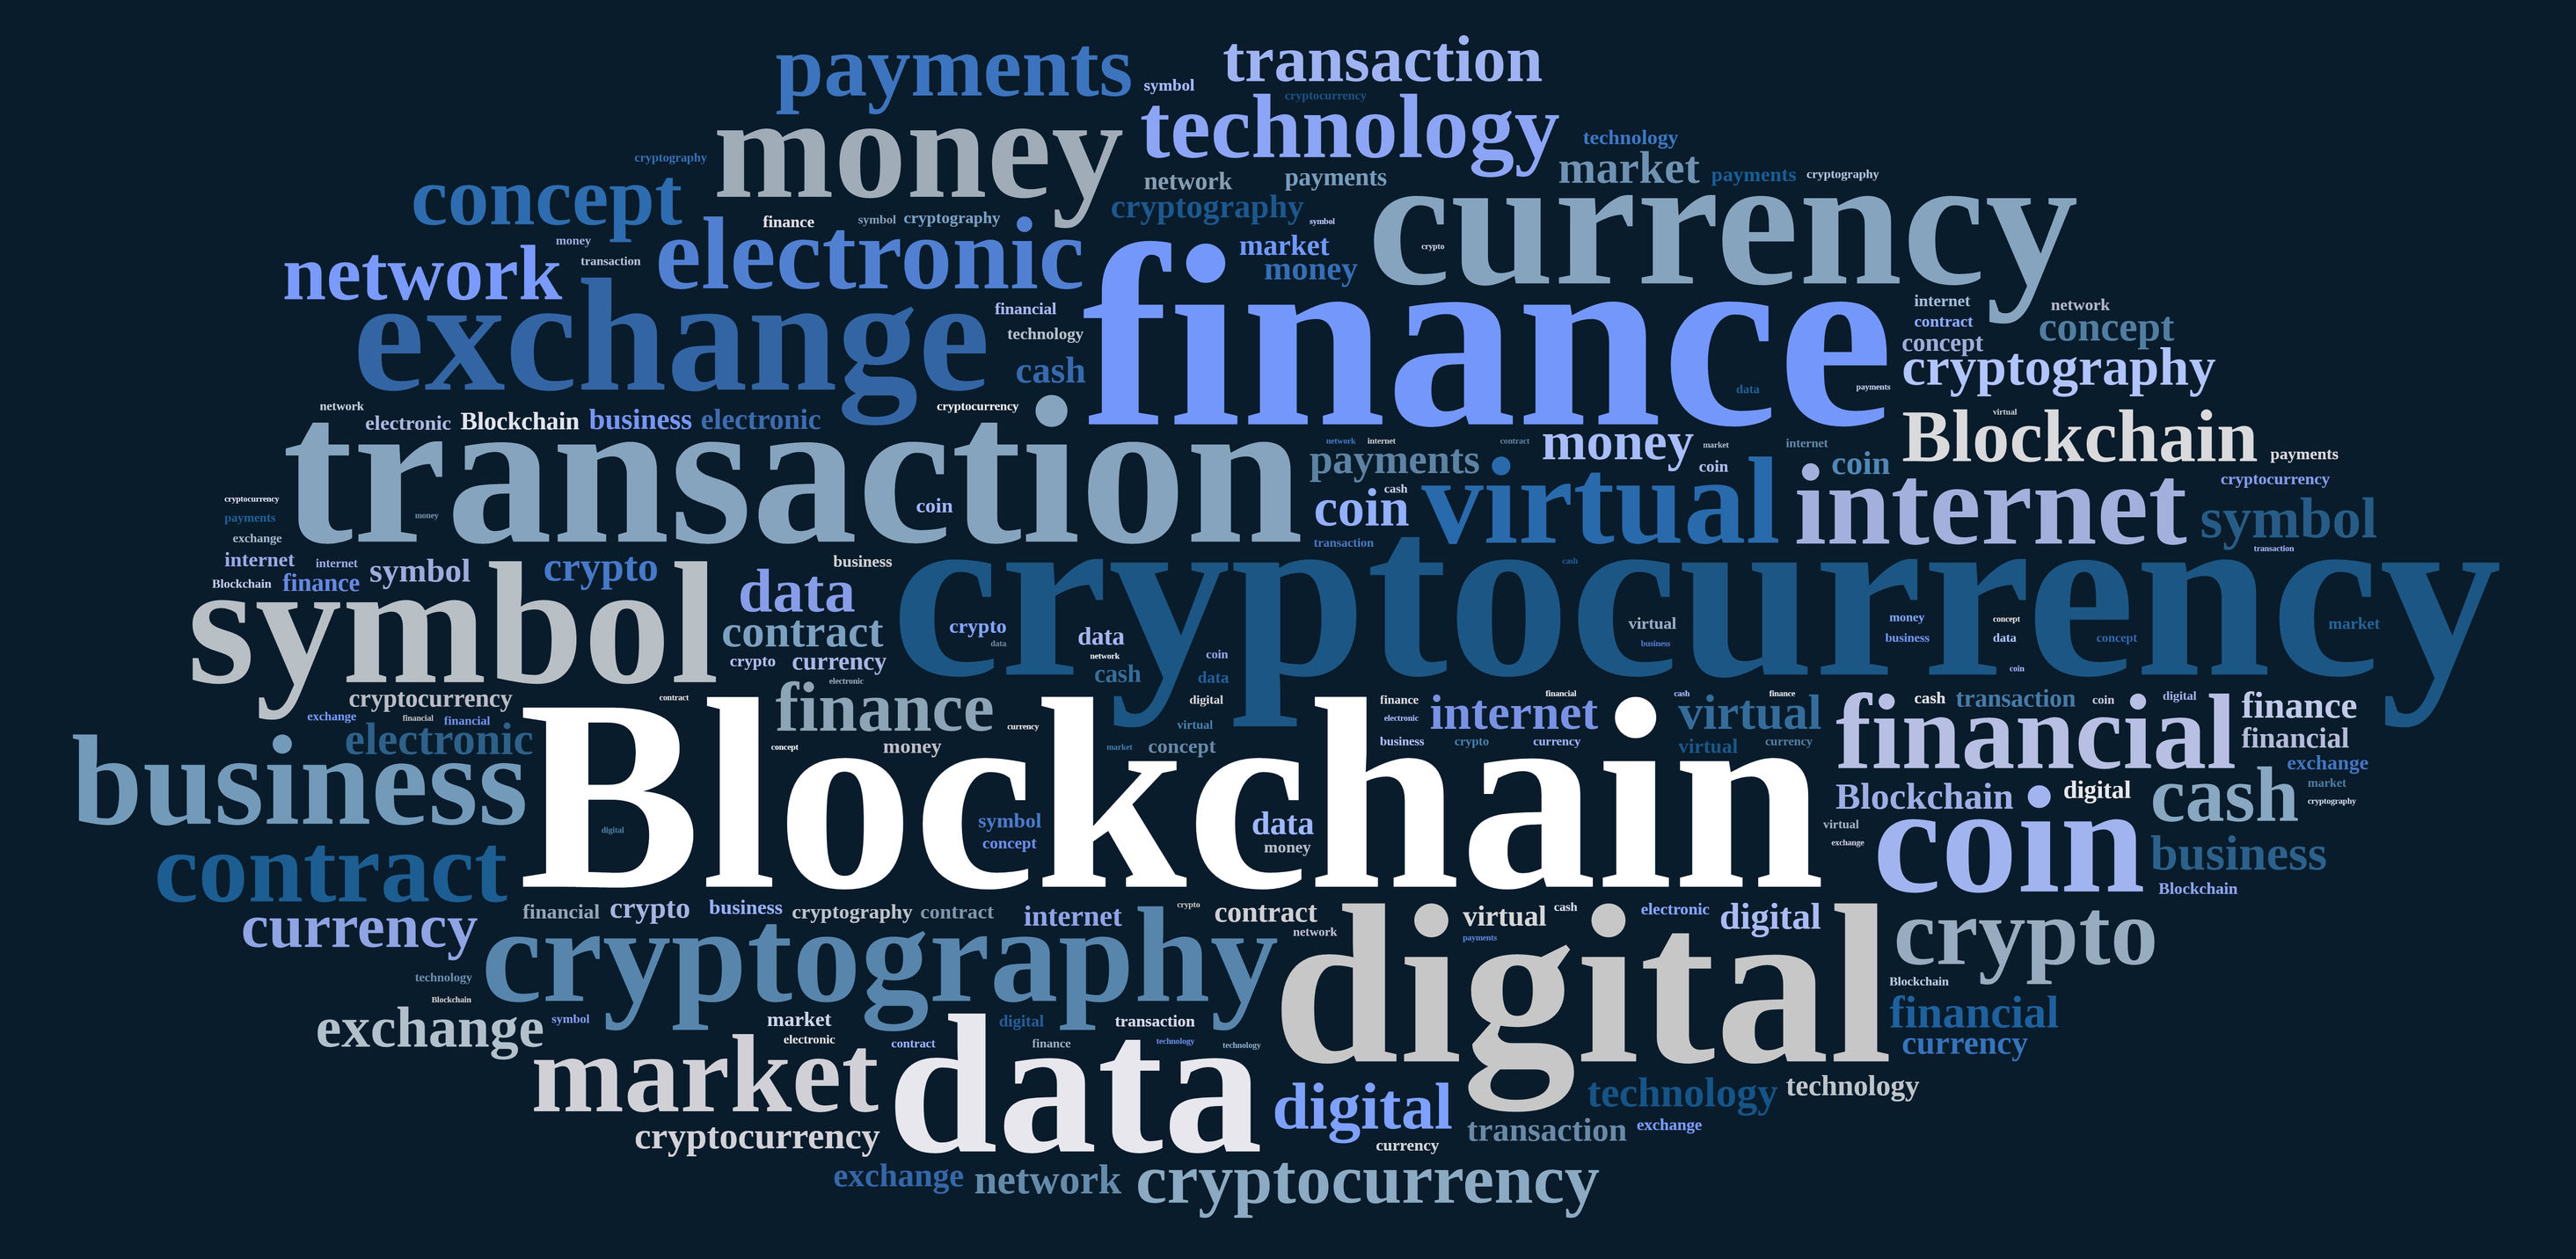 payments
transaction
symbol
cryptocurrency
money
technology
technology
cryptography
market
payments
cryptography
concept
network
payments
cryptography
currency
finance
symbol
cryptography
symbol
money
electronic
market
crypto
network
transaction
money
exchange
financial
finance
internet
network
technology
contract
concept
concept
cash
cryptography
data
payments
network
cryptocurrency
electronic
Blockchain
business
electronic
virtual
Blockchain
transaction
network
internet
contract
money
market
internet
payments
payments
coin
coin
virtual
internet
cryptocurrency
cryptocurrency
coin
cash
coin
symbol
payments
money
exchange
transaction
transaction
internet
internet
symbol
crypto
business
cryptocurrency
cash
Blockchain
finance
data
symbol
contract
crypto
data
virtual
money
concept
market
data
business
business
data
concept
crypto
currency
network
coin
coin
cash
data
electronic
cryptocurrency
contract
finance
digital
finance
internet
financial
cash
virtual
finance
financial
cash
transaction
coin
digital
finance
exchange
financial
financial
currency
virtual
electronic
electronic
financial
business
concept
money
market
concept
business
crypto
currency
virtual
currency
exchange
Blockchain
Blockchain
digital
cash
market
cryptography
digital
symbol
data
virtual
coin
concept
money
exchange
business
contract
Blockchain
financial
crypto
business
cryptography
contract
internet
crypto
contract
virtual
cash
electronic
digital
currency
cryptography
network
digital
payments
crypto
technology
Blockchain
Blockchain
exchange
symbol
market
digital
transaction
financial
electronic
contract
finance
technology
technology
currency
market
data
digital
technology
technology
cryptocurrency
transaction
exchange
currency
exchange
network
cryptocurrency